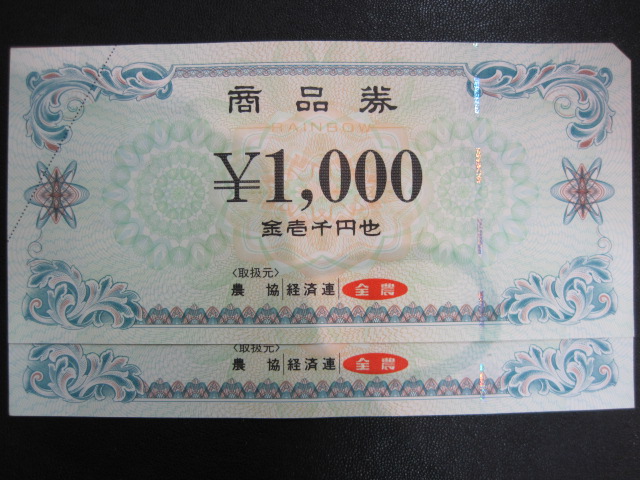 商品券
RAINBOW
¥1,000
金壱千円也
〈取扱元〉
農協 経済連 全農
〈取扱元〉
農協 経済連 全農